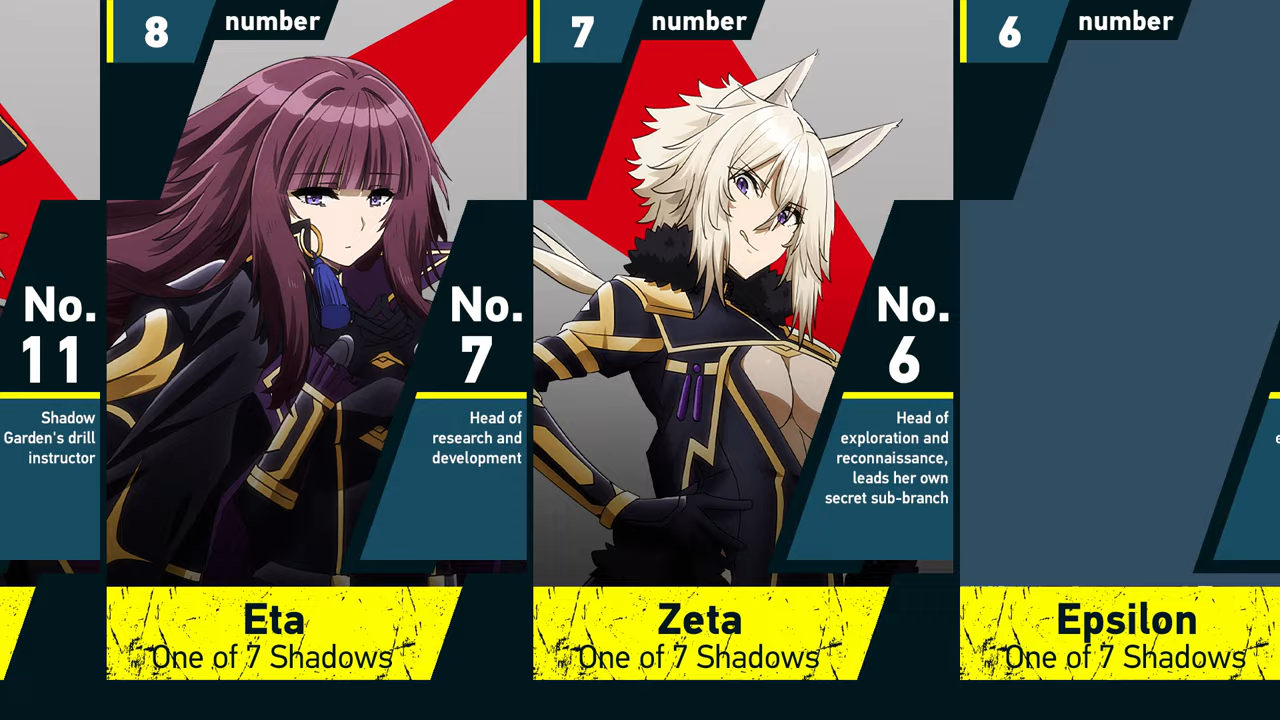 8
number
7
number
6
number
No.
11
Shadow
Garden's drill
instructor
No.
7
Head of
research and
development
No.
6
Head of
exploration and
reconnaissance,
leads her own
secret sub-branch
Eta
One of 7 Shadows
Zeta
One of 7 Shadows
Epsilon
One of 7 Shadows